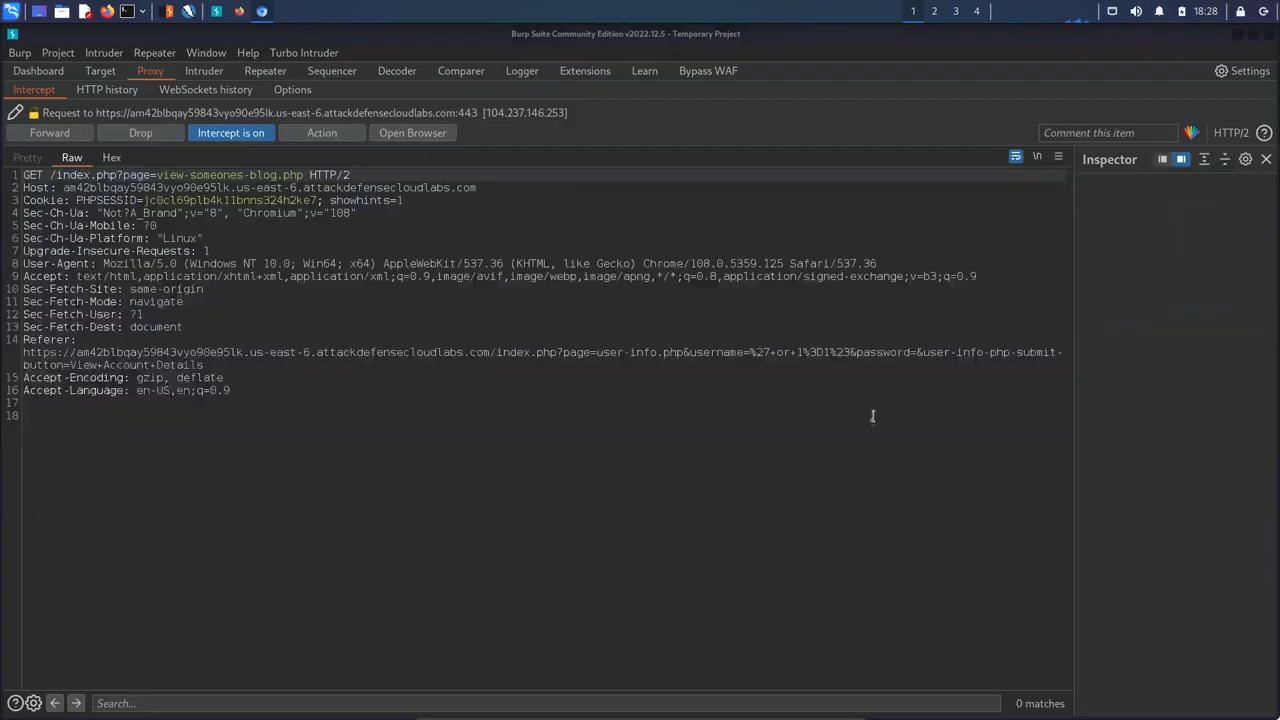 18:28
1 2 3 4
Burp Suite Community Edition v2022.12.5 - Temporary Project
Burp Project Intruder Repeater Window Help Turbo Intruder
Dashboard Target Proxy Intruder Repeater Sequencer Decoder Comparer Logger Extensions Learn Bypass WAF Settings
Intercept HTTP history WebSockets history Options
Request to https://am42blbqay59843vyo90e95lk.us-east-6.attackdefensecloudlabs.com:443 [104.237.146.253]
Forward Drop Intercept is on Action Open Browser Comment this item HTTP/2
Pretty Raw Hex \n Inspector
1 GET /index.php?page=view-someones-blog.php HTTP/2
2 Host: am42blbqay59843vyo90e95lk.us-east-6.attackdefensecloudlabs.com
3 Cookie: PHPSESSID=jc0cl69plb4k11bnns324h2ke7; showhints=1
4 Sec-Ch-Ua: "Not?A_Brand";v="8", "Chromium";v="108"
5 Sec-Ch-Ua-Mobile: ?0
6 Sec-Ch-Ua-Platform: "Linux"
7 Upgrade-Insecure-Requests: 1
8 User-Agent: Mozilla/5.0 (Windows NT 10.0; Win64; x64) AppleWebKit/537.36 (KHTML, like Gecko) Chrome/108.0.5359.125 Safari/537.36
9 Accept: text/html,application/xhtml+xml,application/xml;q=0.9,image/avif,image/webp,image/apng,*/*;q=0.8,application/signed-exchange;v=b3;q=0.9
10 Sec-Fetch-Site: same-origin
11 Sec-Fetch-Mode: navigate
12 Sec-Fetch-User: ?1
13 Sec-Fetch-Dest: document
14 Referer:
https://am42blbqay59843vyo90e95lk.us-east-6.attackdefensecloudlabs.com/index.php?page=user-info.php&username=%27+or+1%3D1%23&password=&user-info-php-submit-
button=View+Account+Details
15 Accept-Encoding: gzip, deflate
16 Accept-Language: en-US,en;q=0.9
17
18
Search... 0 matches